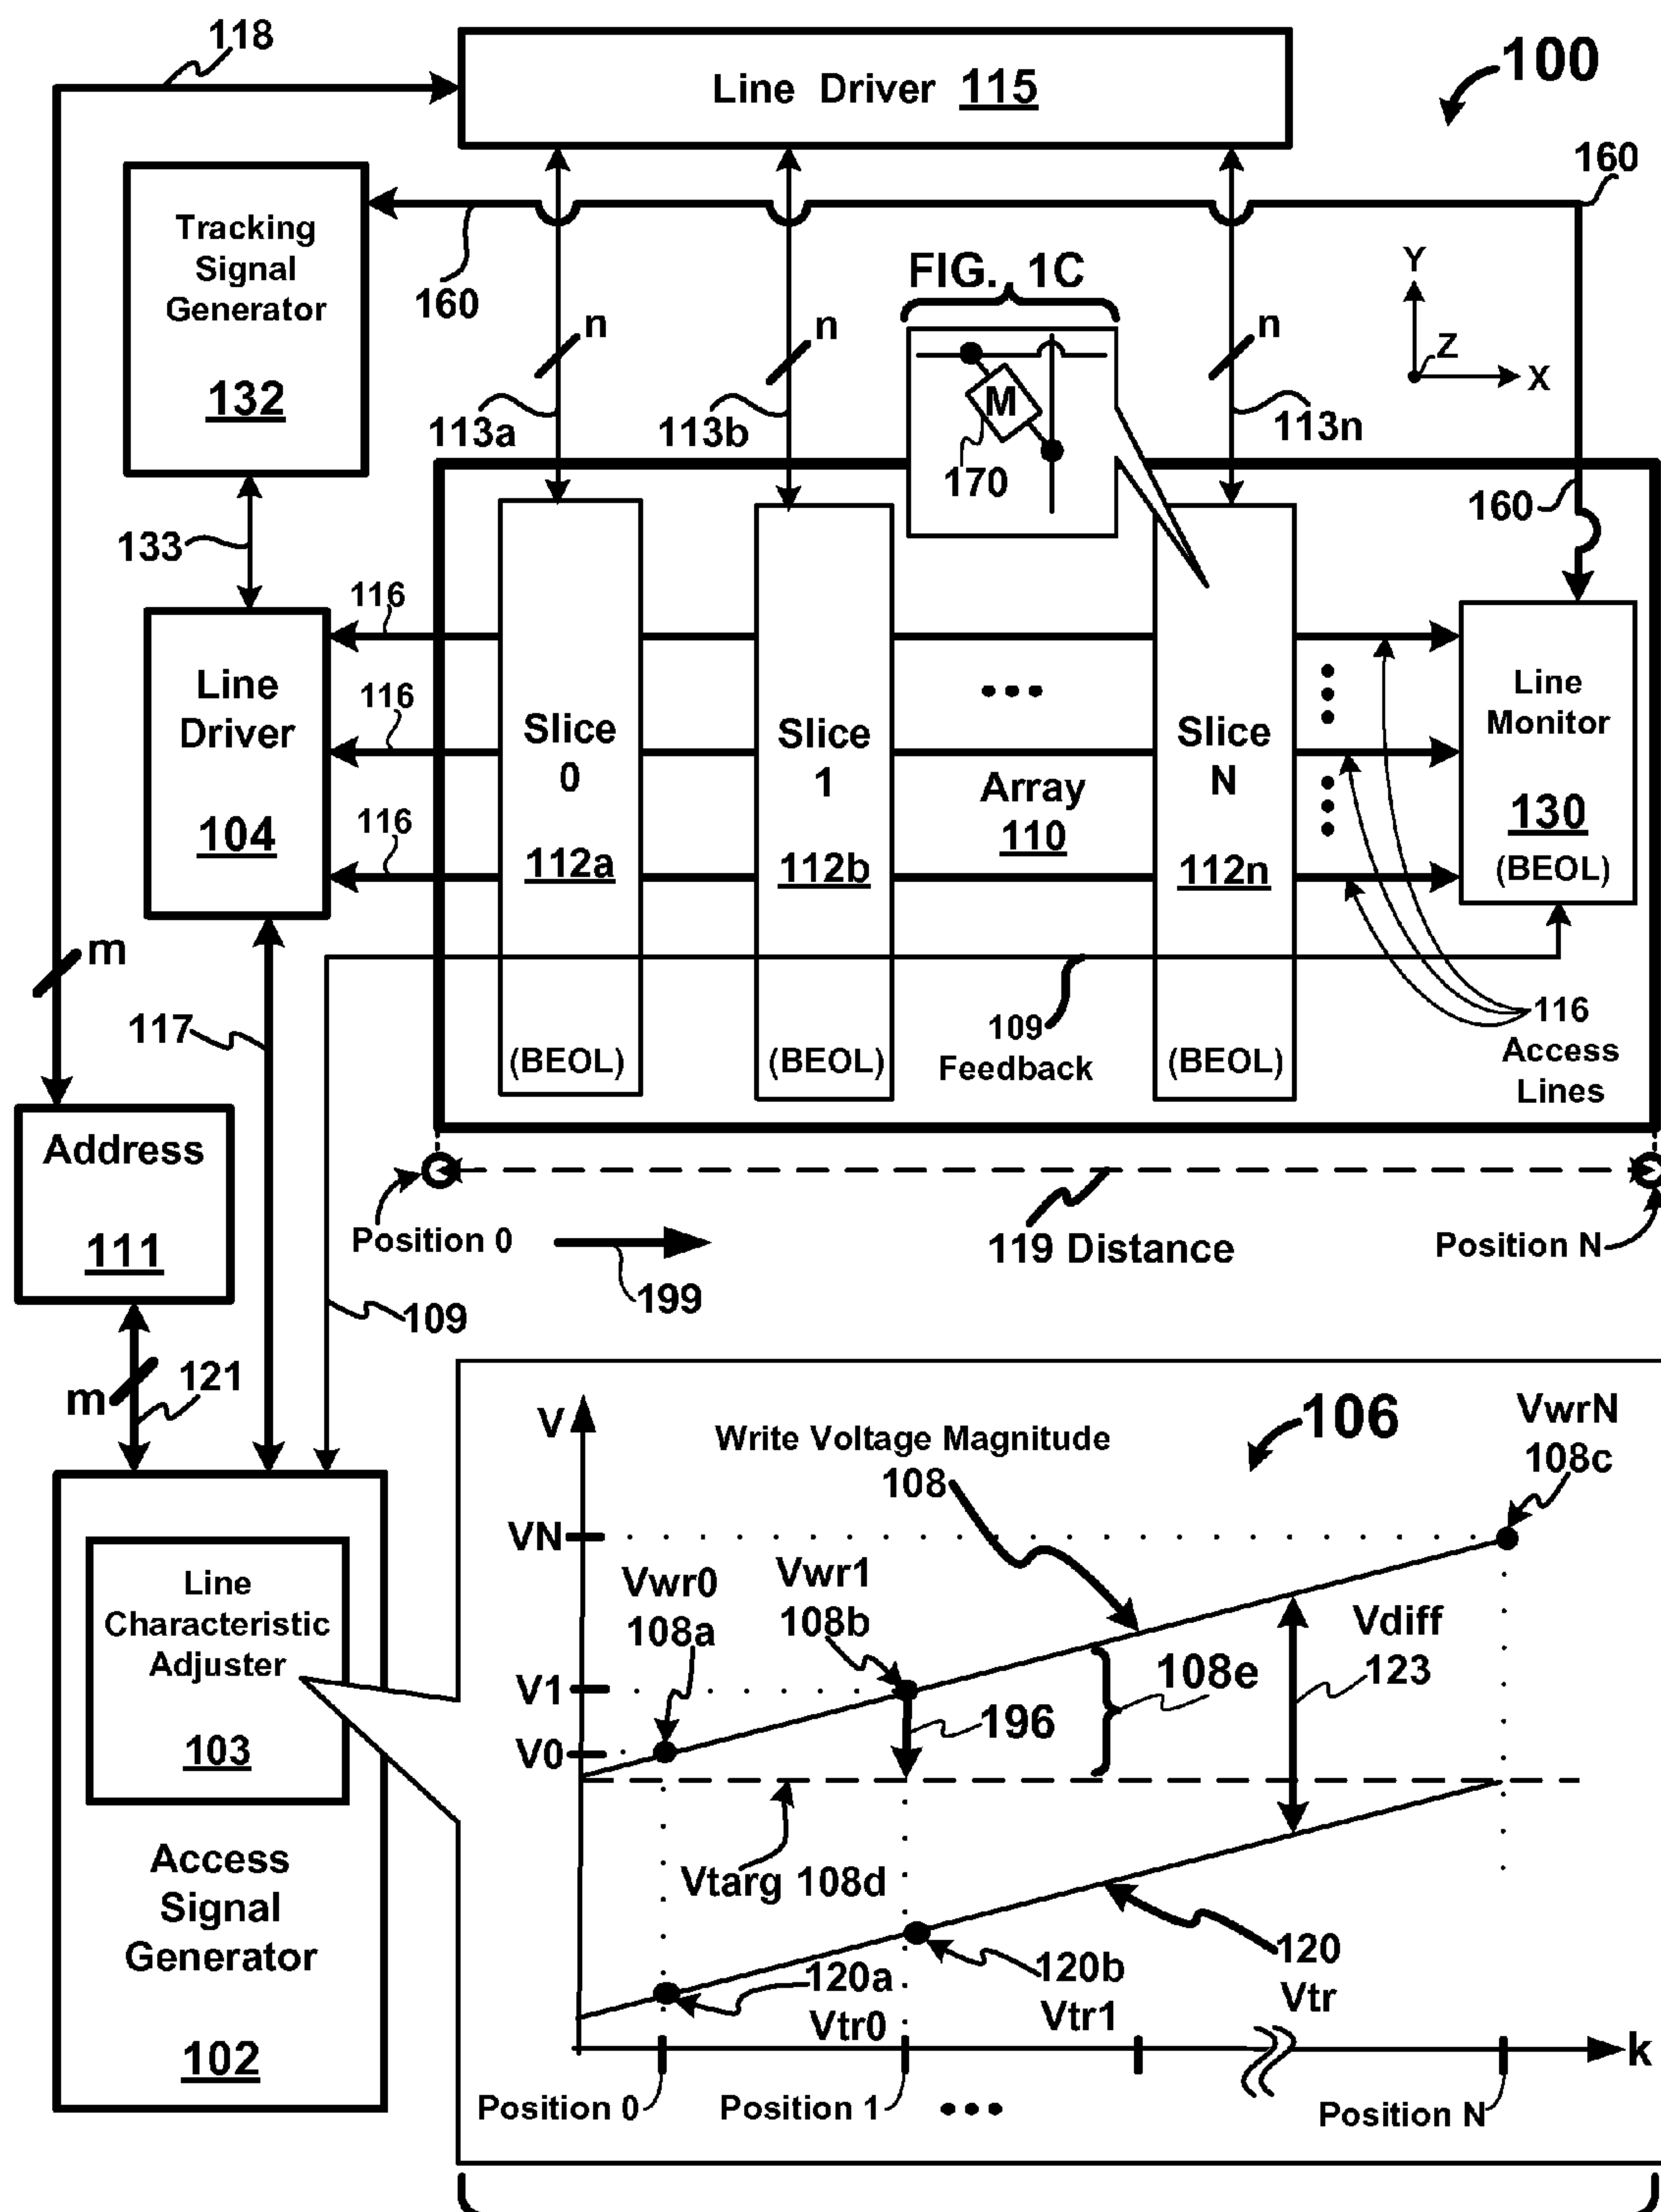 118
Line Driver 115
100
160
Tracking
Signal
Generator
132
160
FIG. 1C
Y
Z
X
n
n
n
M
170
113a
113b
113n
160
133
116
116
116
Line
Driver
104
Slice
0
112a
(BEOL)
Slice
1
112b
(BEOL)
•••
Array
110
Slice
N
112n
(BEOL)
Line
Monitor
130
(BEOL)
m
117
109
Feedback
116
Access
Lines
Address
111
Position 0
199
119 Distance
Position N
109
m
121
Line
Characteristic
Adjuster
103
Access
Signal
Generator
102
V
Write Voltage Magnitude
108
106
VwrN
108c
VN
Vwr0
108a
Vwr1
108b
Vdiff
123
V1
108e
196
V0
Vtarg 108d
120a
Vtr0
120b
Vtr1
120
Vtr
k
Position 0
Position 1
•••
Position N